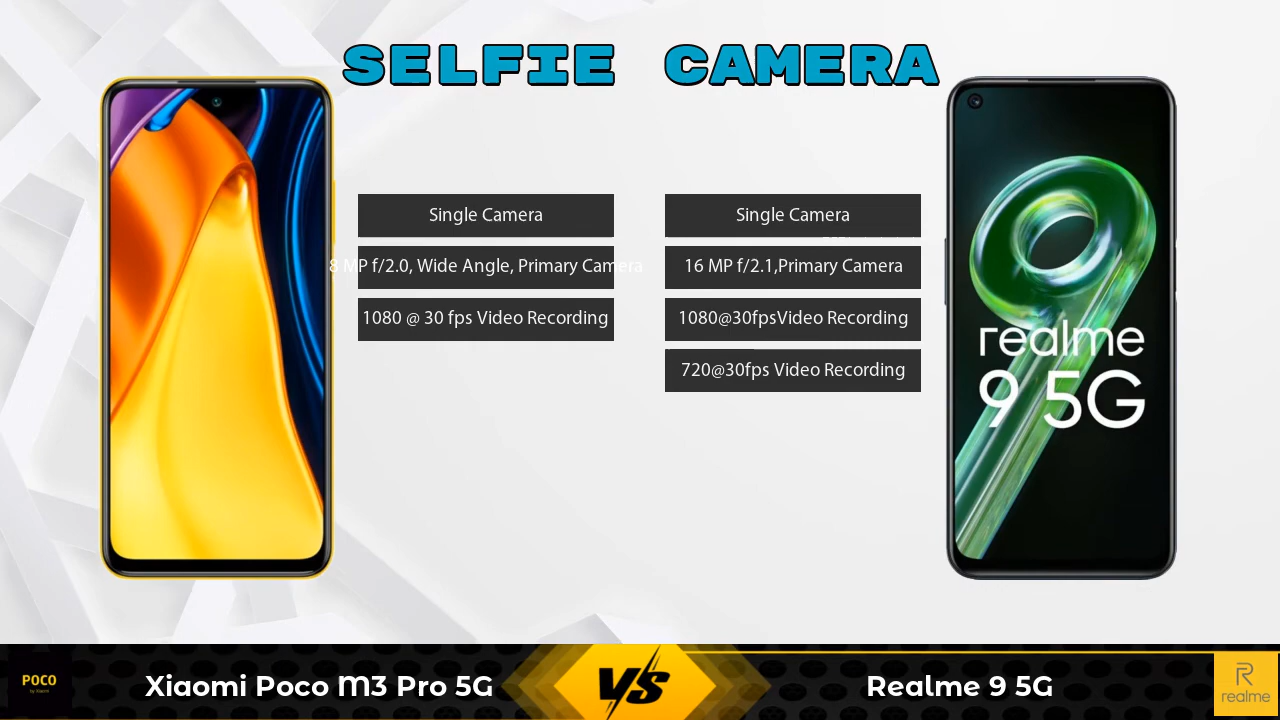 SELFIE CAMERA
Single Camera
8 MP f/2.0, Wide Angle, Primary Camera
1080 @ 30 fps Video Recording
Single Camera
16 MP f/2.1,Primary Camera
1080@30fpsVideo Recording
720@30fps Video Recording
realme
9 5G
POCO
by Xiaomi
Xiaomi Poco M3 Pro 5G
VS
Realme 9 5G
R
realme